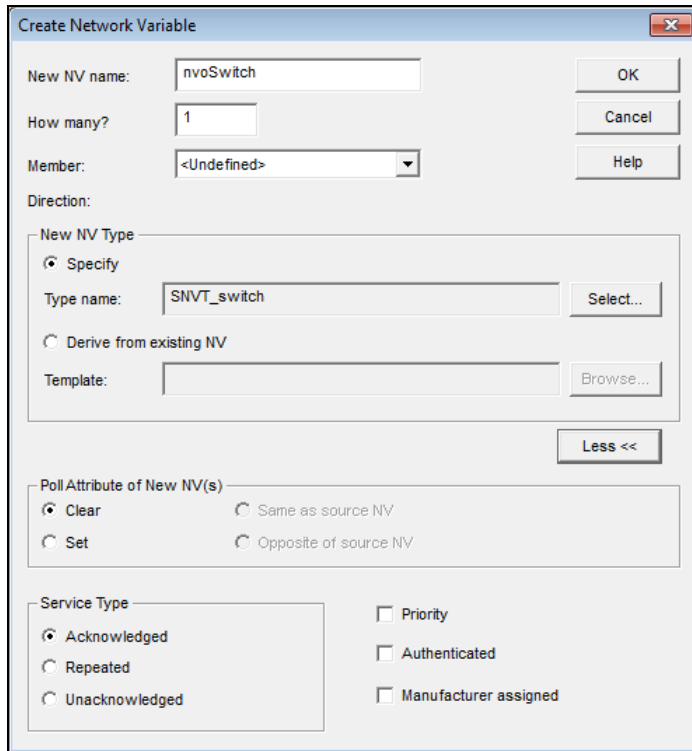 Create Network Variable
New NV name: nvoSwitch OK
How many? 1 Cancel
Member: <Undefined> Help
Direction:
New NV Type
Specify
Type name: SNVT_switch Select...
Derive from existing NV
Template: Browse...
Less <<
Poll Attribute of New NV(s)
Clear Same as source NV
Set Opposite of source NV
Service Type
Acknowledged
Repeated
Unacknowledged
Priority
Authenticated
Manufacturer assigned